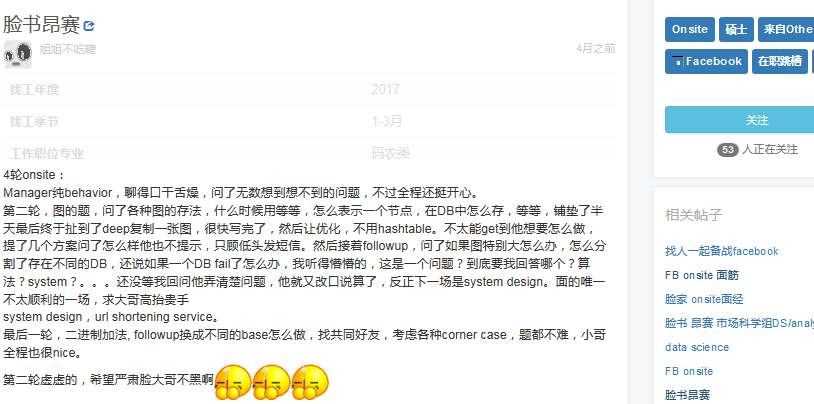 脸书昂赛
姐姐不吃糖
4月之前
找工年度 2017
找工季节 1-3月
工作职位专业 码农类
4轮onsite：
Manager纯behavior，聊得口干舌燥，问了无数想到想不到的问题，不过全程还挺开心。
第二轮，图的题，问了各种图的存法，什么时候用等等，怎么表示一个节点，在DB中怎么存，等等，铺垫了半
天最后终于扯到了deep复制一张图，很快写完了，然后让优化，不用hashtable。不太能get到他想要怎么做，
提了几个方案问了怎么样他也不提示，只顾低头发短信。然后接着followup，问了如果图特别大怎么办，怎么分
割了存在不同的DB，还说如果一个DB fail了怎么办，我听得懵懵的，这是一个问题？到底要我回答哪个？算
法？system？。。。还没等我回问他弄清楚问题，他就又改口说算了，反正下一场是system design。面的唯一
不太顺利的一场，求大哥高抬贵手
system design，url shortening service。
最后一轮，二进制加法, followup换成不同的base怎么做，找共同好友，考虑各种corner case，题都不难，小哥
全程也很nice。
第二轮虚虚的，希望严肃脸大哥不黑啊
Onsite 硕士 来自Othe
Facebook 在职跳槽
关注
53 人正在关注
相关帖子
找人一起备战facebook
FB onsite 面筋
脸家 onsite面经
脸书 昂赛 市场科学组DS/analy
data science
FB onsite
脸书昂赛